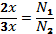 2x/3x = N₁/N₂